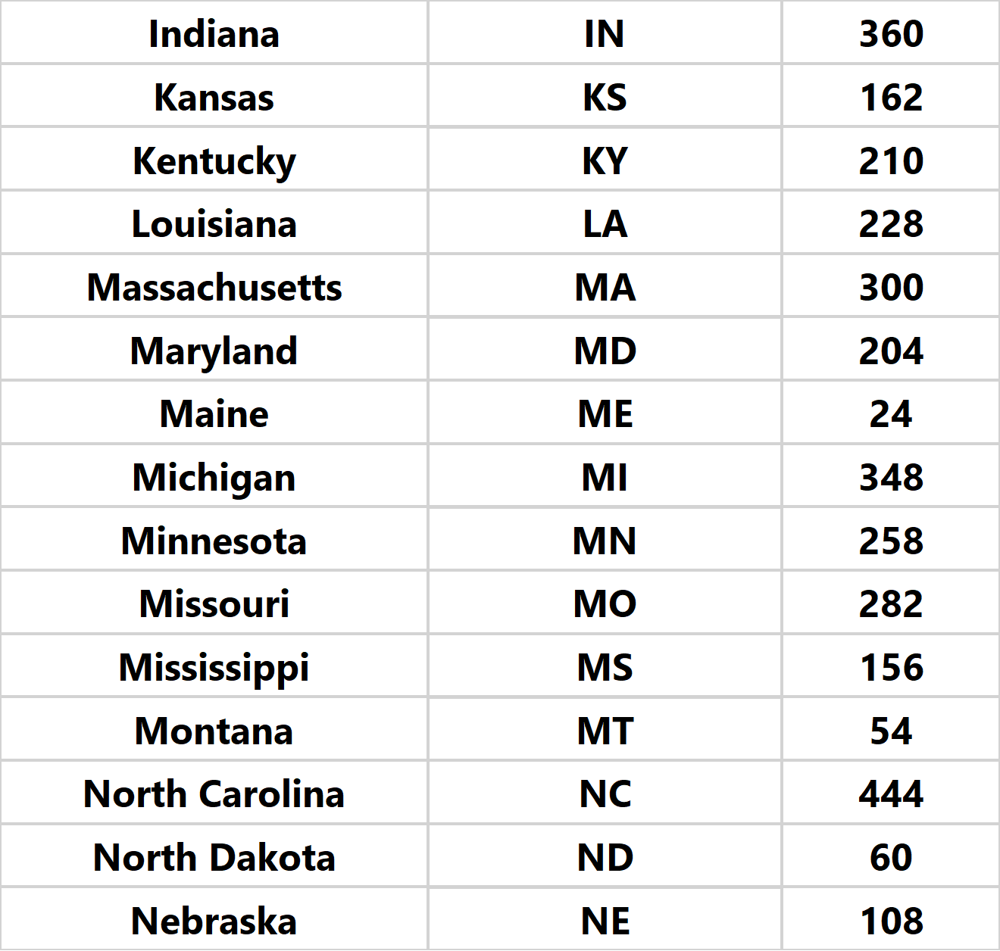 Indiana IN 360
Kansas KS 162
Kentucky KY 210
Louisiana LA 228
Massachusetts MA 300
Maryland MD 204
Maine ME 24
Michigan MI 348
Minnesota MN 258
Missouri MO 282
Mississippi MS 156
Montana MT 54
North Carolina NC 444
North Dakota ND 60
Nebraska NE 108